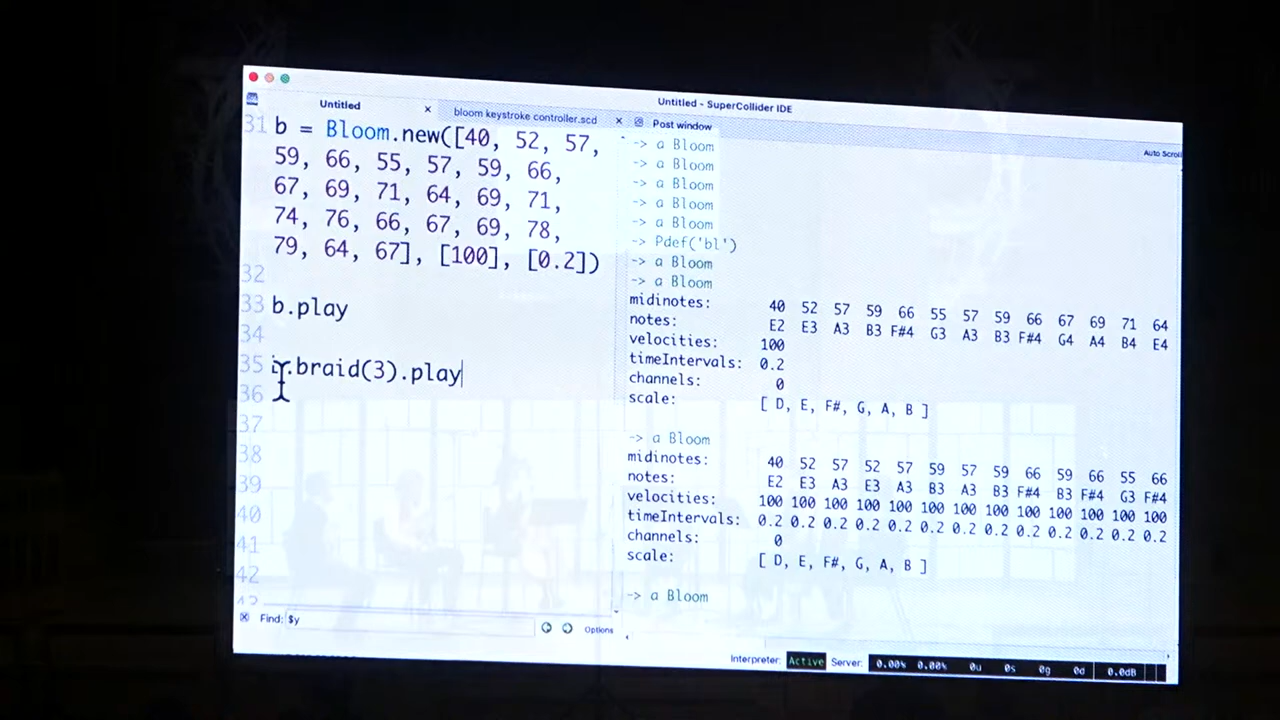 Untitled - SuperCollider IDE
Untitled
bloom keystroke controller.scd
Post window
Auto Scroll
31 b = Bloom.new([40, 52, 57,
59, 66, 55, 57, 59, 66,
67, 69, 71, 64, 69, 71,
74, 76, 66, 67, 69, 78,
79, 64, 67], [100], [0.2])
32
33 b.play
34
35 .braid(3).play
36
37
38
39
40
41
42
Find: $y
Options
-> a Bloom
-> a Bloom
-> a Bloom
-> a Bloom
-> a Bloom
-> Pdef('bl')
-> a Bloom
-> a Bloom
midinotes: 40 52 57 59 66 55 57 59 66 67 69 71 64
notes: E2 E3 A3 B3 F#4 G3 A3 B3 F#4 G4 A4 B4 E4
velocities: 100
timeIntervals: 0.2
channels: 0
scale: [ D, E, F#, G, A, B ]
-> a Bloom
midinotes: 40 52 57 52 57 59 57 59 66 59 66 55 66
notes: E2 E3 A3 E3 A3 B3 A3 B3 F#4 B3 F#4 G3 F#4
velocities: 100 100 100 100 100 100 100 100 100 100 100 100 100
timeIntervals: 0.2 0.2 0.2 0.2 0.2 0.2 0.2 0.2 0.2 0.2 0.2 0.2 0.2
channels: 0
scale: [ D, E, F#, G, A, B ]
-> a Bloom
Interpreter: Active Server: 0.00% 0.00% 0u 0s 0g 0d 0.0dB